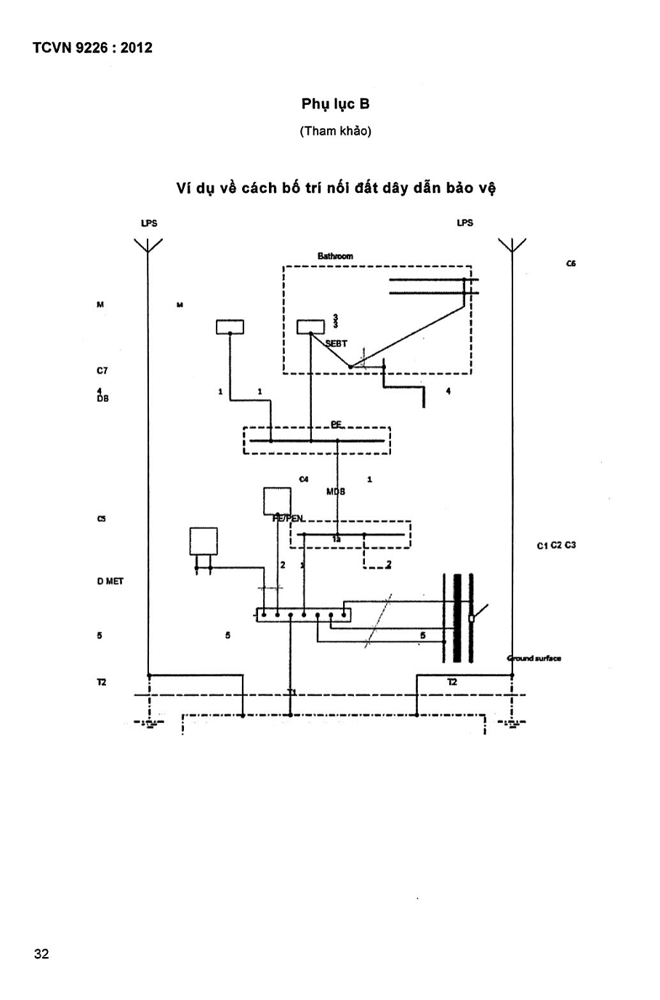 TCVN 9226 : 2012
Phụ lục B
(Tham khảo)
Ví dụ về cách bố trí nối đất dây dẫn bảo vệ
LPS LPS
Bathroom
C6
M M
3
3
SEBT
C7
4 1 1 4
DB
PE
C4 1
MDB
C5 PE/PEN
1a
C1 C2 C3
2 1 2
D MET
5 5 5
Ground surface
T2 T2
T1
32